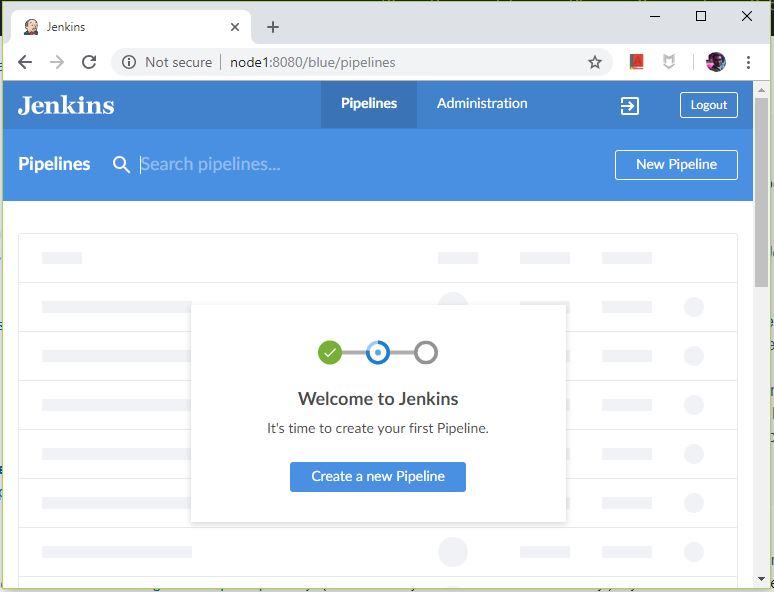 Jenkins
Not secure
node1:8080/blue/pipelines
Jenkins
Pipelines
Administration
Logout
Pipelines
Search pipelines...
New Pipeline
Welcome to Jenkins
It's time to create your first Pipeline.
Create a new Pipeline